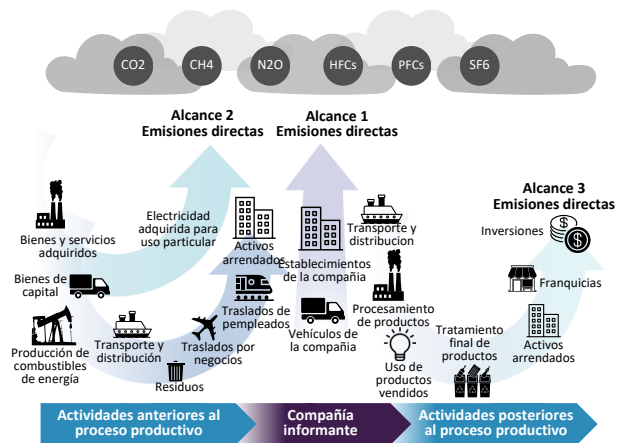 CO2
CH4
N2O
HFCs
PFCs
SF6
Alcance 2
Emisiones directas
Alcance 1
Emisiones directas
Alcance 3
Emisiones directas
Bienes y servicios
adquiridos
Bienes de
capital
Producción de
combustibles
de energía
Electricidad
adquirida para
uso particular
Transporte y
distribución
Residuos
Traslados por
negocios
Traslados de
pempleados
Activos
arrendados
Establecimientos
de la compañia
Vehículos de
la compañia
Transporte y
distribucion
Procesamiento
de productos
Uso de
productos
vendidos
Tratamiento
final de
productos
Activos
arrendados
Franquicias
Inversiones
Actividades anteriores al
proceso productivo
Compañía
informante
Actividades posteriores
al proceso productivo